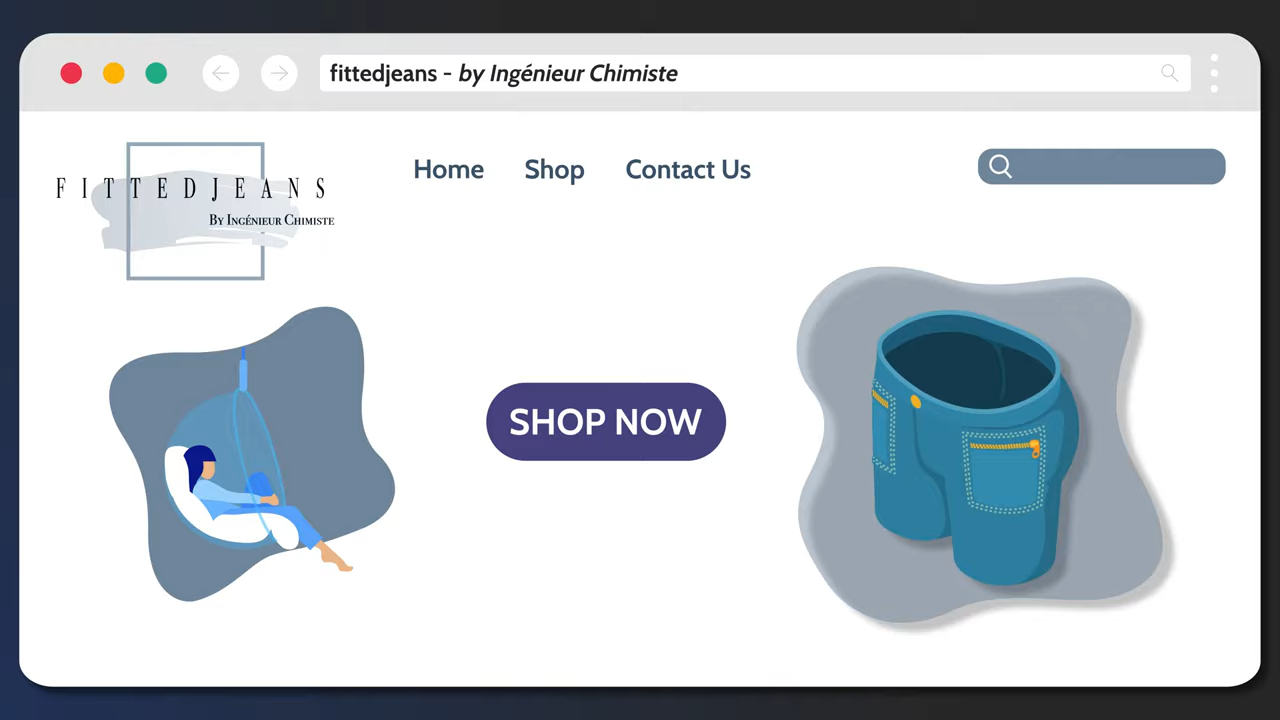 fittedjeans - by Ingénieur Chimiste
Home Shop Contact Us
FITTEDJEANS
By Ingénieur Chimiste
SHOP NOW